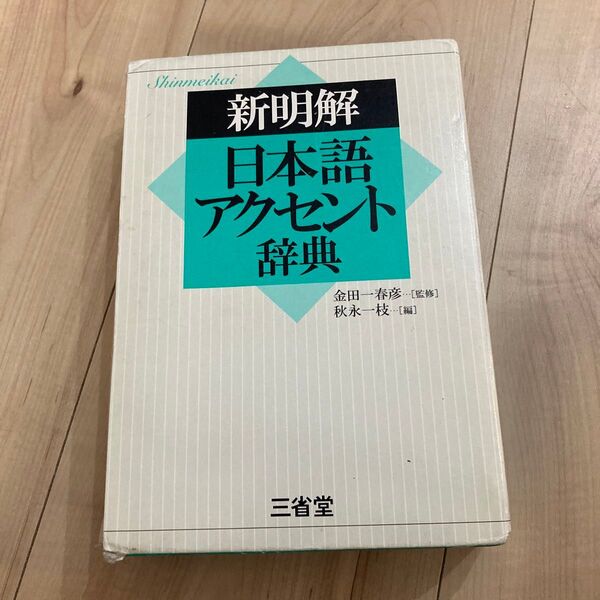 Shinmeikai
新明解
日本語
アクセント
辞典
金田一春彦…[監修]
秋永一枝…[編]
三省堂